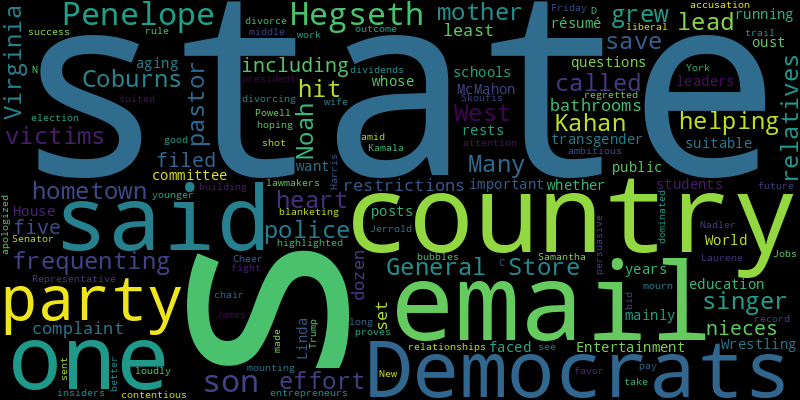 state
Penelope
divorce
Hegseth
mother
Friday
D
résumé
grew
accusation
running
lead
Virginia
success
rule
middle
work
outcome
least
liberal
trail
save
oust
aging
Coburns
pastor
including
dividends
whose
McMahon
schools
questions
York
leaders
relatives
N
president
hit
called
regretted
suited
divorcing
wife
Skoufis
bathrooms
election
Noah
Powell
West
Kahan
helping
victims
good
hoping
amid
attention
transgender
ambitious
shot
Kamala
rests
suitable
filed
want
Many
public
committee
lawmakers
Harris
hometown
younger
building
heart
restrictions
important
whether
students
future
House
said
blanketing
country
apologized
five
Senator
police
posts
Jerrold
highlighted
persuasive
dominated
Nadler
World
Laurene
Jobs
frequenting
Cheer
fight
dozen
bubbles
General
Store
C
Samantha
years
Representative
s
email
mourn
education
party
chair
James
set
bid
mainly
singer
record
complaint
made
Linda
Trump
long
proves
faced
nieces
one
sent
better
loudly
relationships
see
Entertainment
Wrestling
mounting
Democrats
favor
pay
insiders
contentious
son
effort
entrepreneurs
New
take